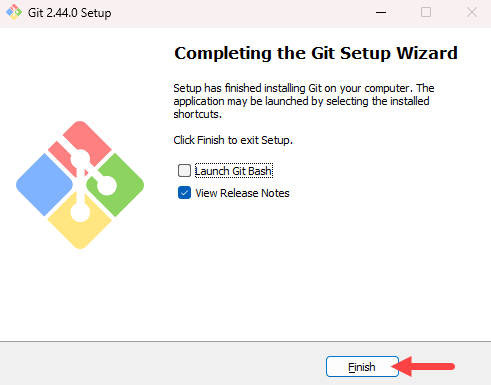 Git 2.44.0 Setup
Completing the Git Setup Wizard
Setup has finished installing Git on your computer. The
application may be launched by selecting the installed
shortcuts.
Click Finish to exit Setup.
Launch Git Bash
View Release Notes
Finish